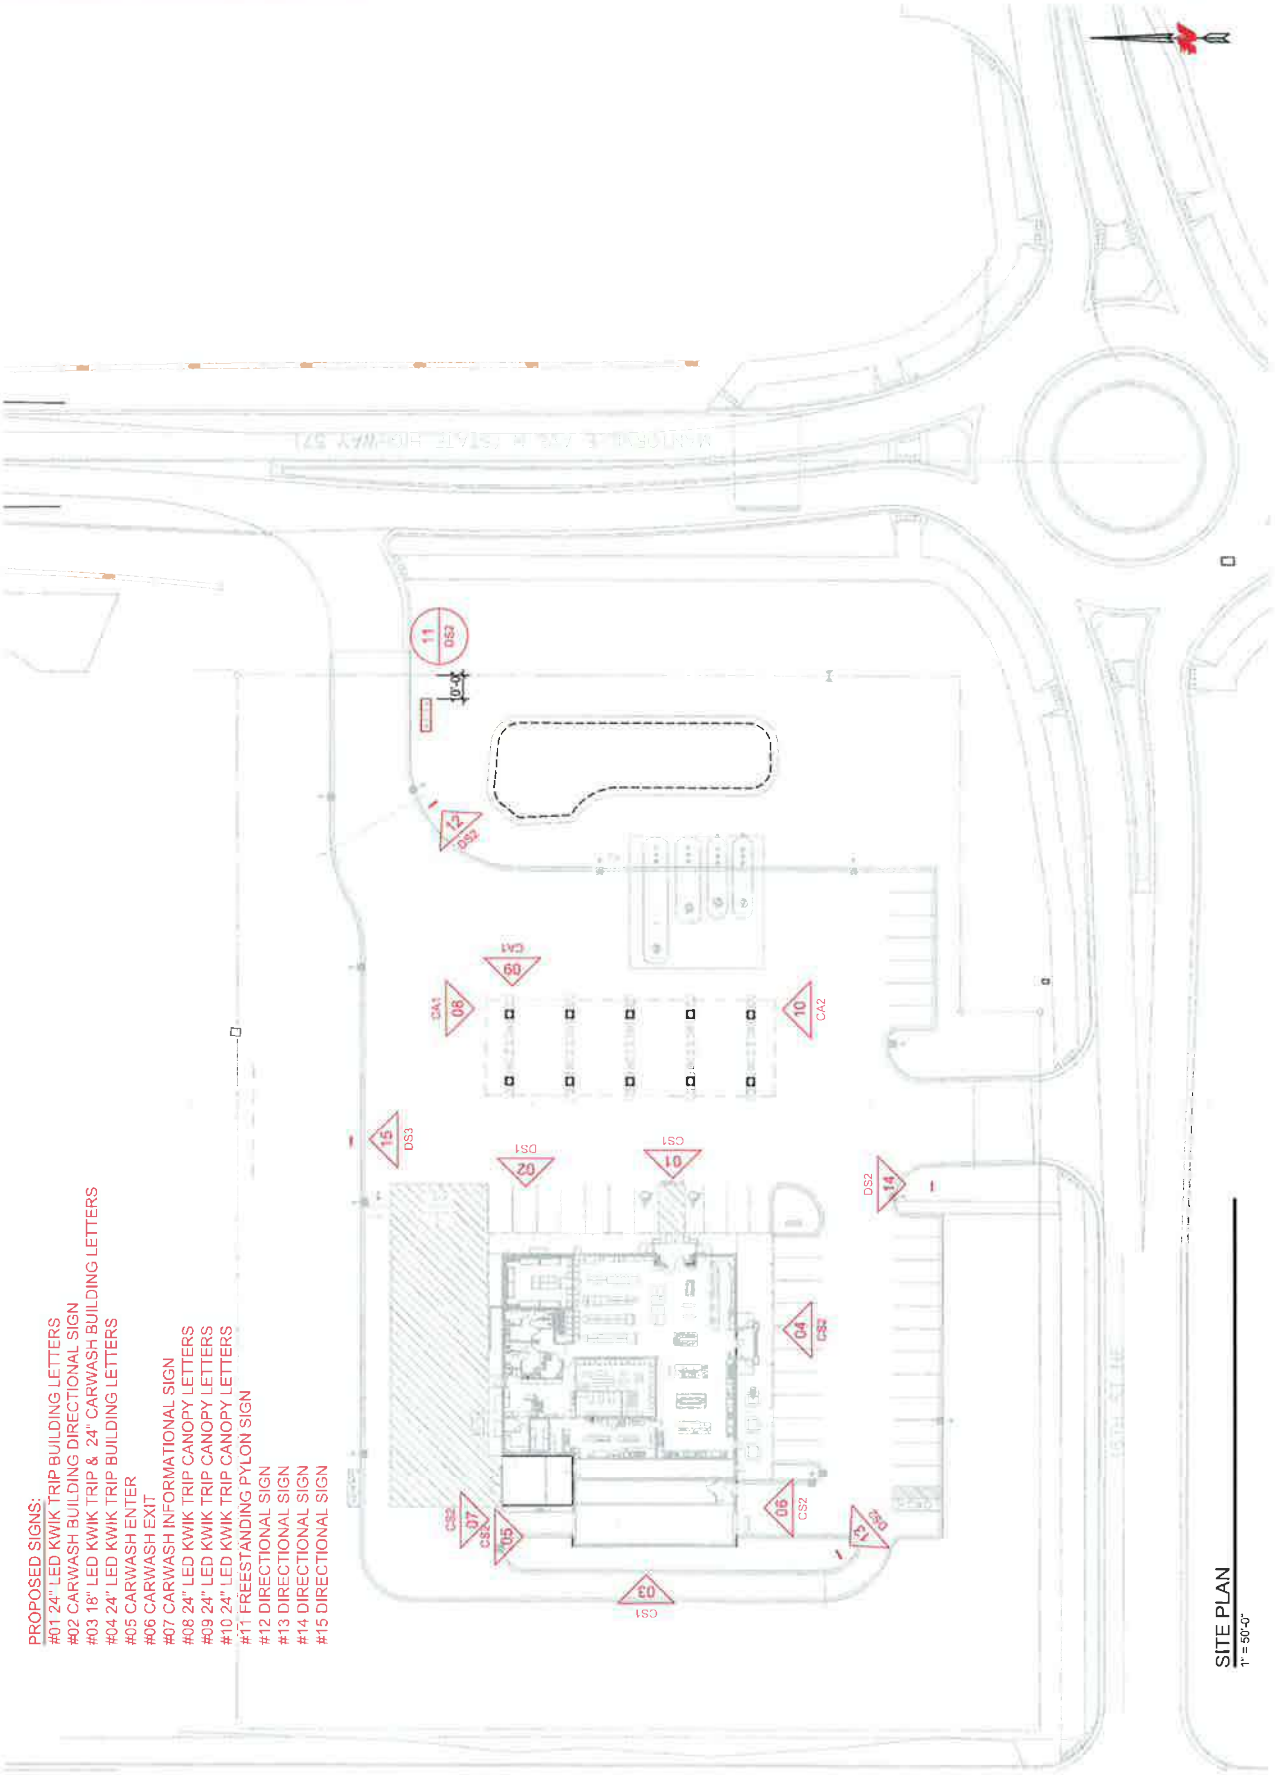 PROPOSED SIGNS:
#01 24" LED KWIK TRIP BUILDING LETTERS
#02 CARWASH BUILDING DIRECTIONAL SIGN
#03 18" LED KWIK TRIP & 24" CARWASH BUILDING LETTERS
#04 24" LED KWIK TRIP BUILDING LETTERS
#05 CARWASH ENTER
#06 CARWASH EXIT
#07 CARWASH INFORMATIONAL SIGN
#08 24" LED KWIK TRIP CANOPY LETTERS
#09 24" LED KWIK TRIP CANOPY LETTERS
#10 24" LED KWIK TRIP CANOPY LETTERS
#11 FREESTANDING PYLON SIGN
#12 DIRECTIONAL SIGN
#13 DIRECTIONAL SIGN
#14 DIRECTIONAL SIGN
#15 DIRECTIONAL SIGN
15
DS3
CA1
08
09
CA1
12
DS2
11
DS2
02
DS1
01
CS1
10
CA2
CS2
07
CS2
05
03
CS1
06
CS2
04
CS2
13
DS2
DS2
14
AVE N (STATE HIGHWAY 57)
SITE PLAN
1" = 50'-0"